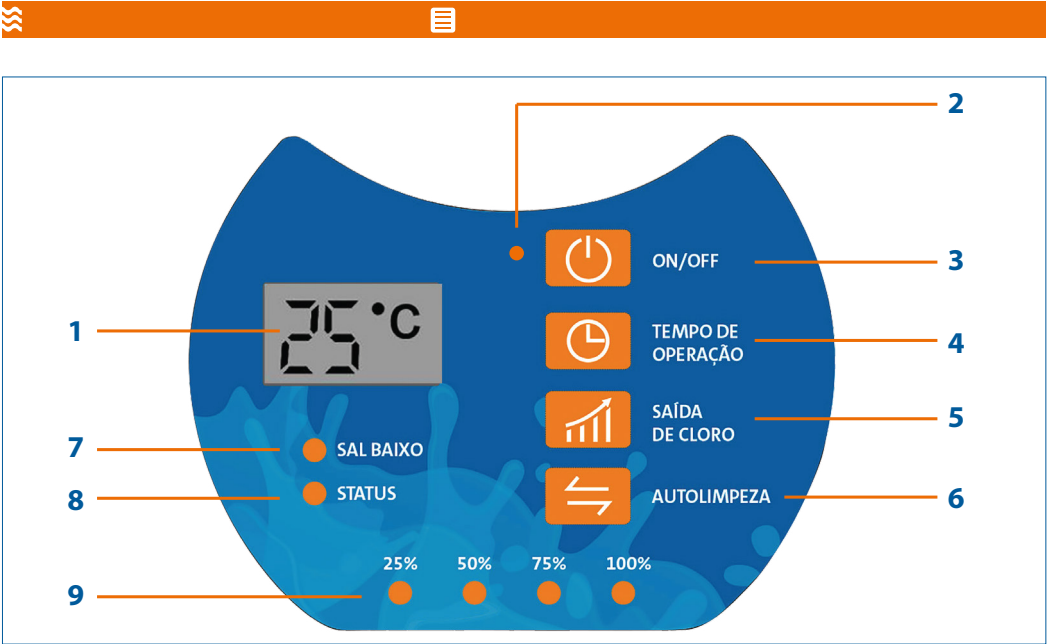 2
ON/OFF
3
25 °C
1
TEMPO DE
OPERAÇÃO
4
SAÍDA
DE CLORO
5
SAL BAIXO
7
STATUS
8
AUTOLIMPEZA
6
25% 50% 75% 100%
9